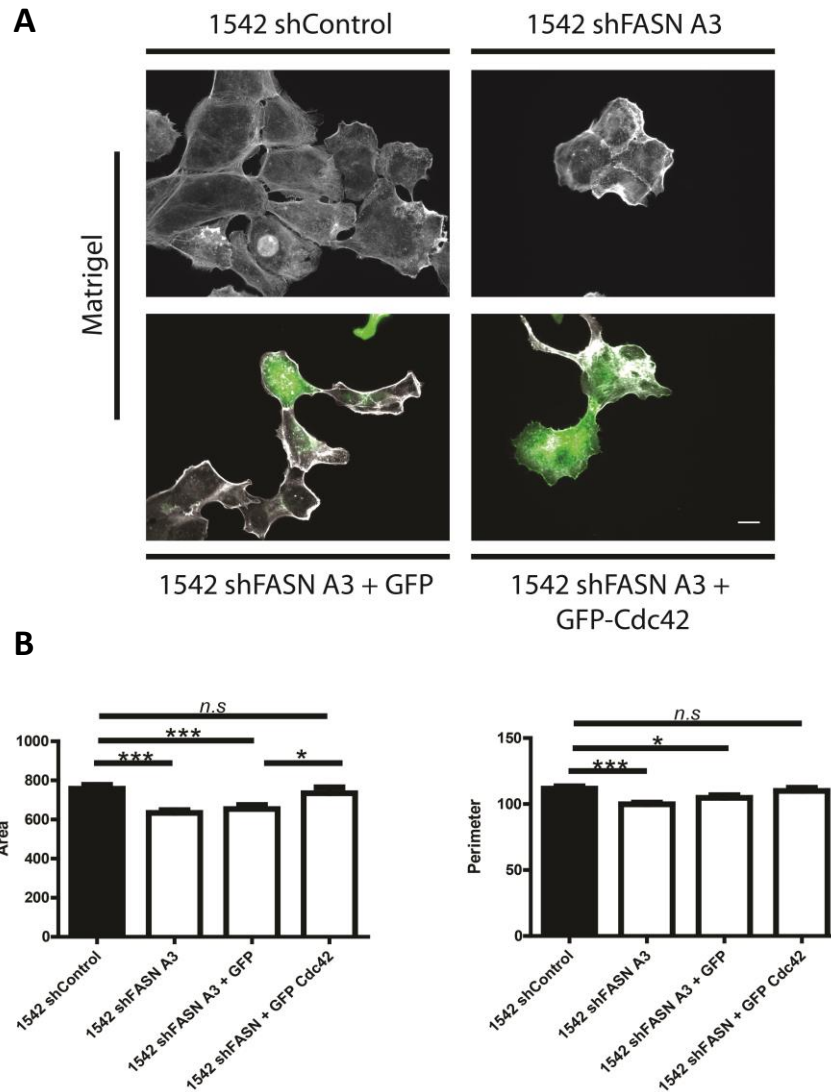 A
1542 shControl
1542 shFASN A3
Matrigel
1542 shFASN A3 + GFP
1542 shFASN A3 +
GFP-Cdc42
B
n.s
***
***
*
1000
800
600
400
200
0
Area
1542 shControl
1542 shFASN A3
1542 shFASN A3 + GFP
1542 shFASN + GFP Cdc42
n.s
*
***
150
100
50
0
Perimeter
1542 shControl
1542 shFASN A3
1542 shFASN A3 + GFP
1542 shFASN + GFP Cdc42